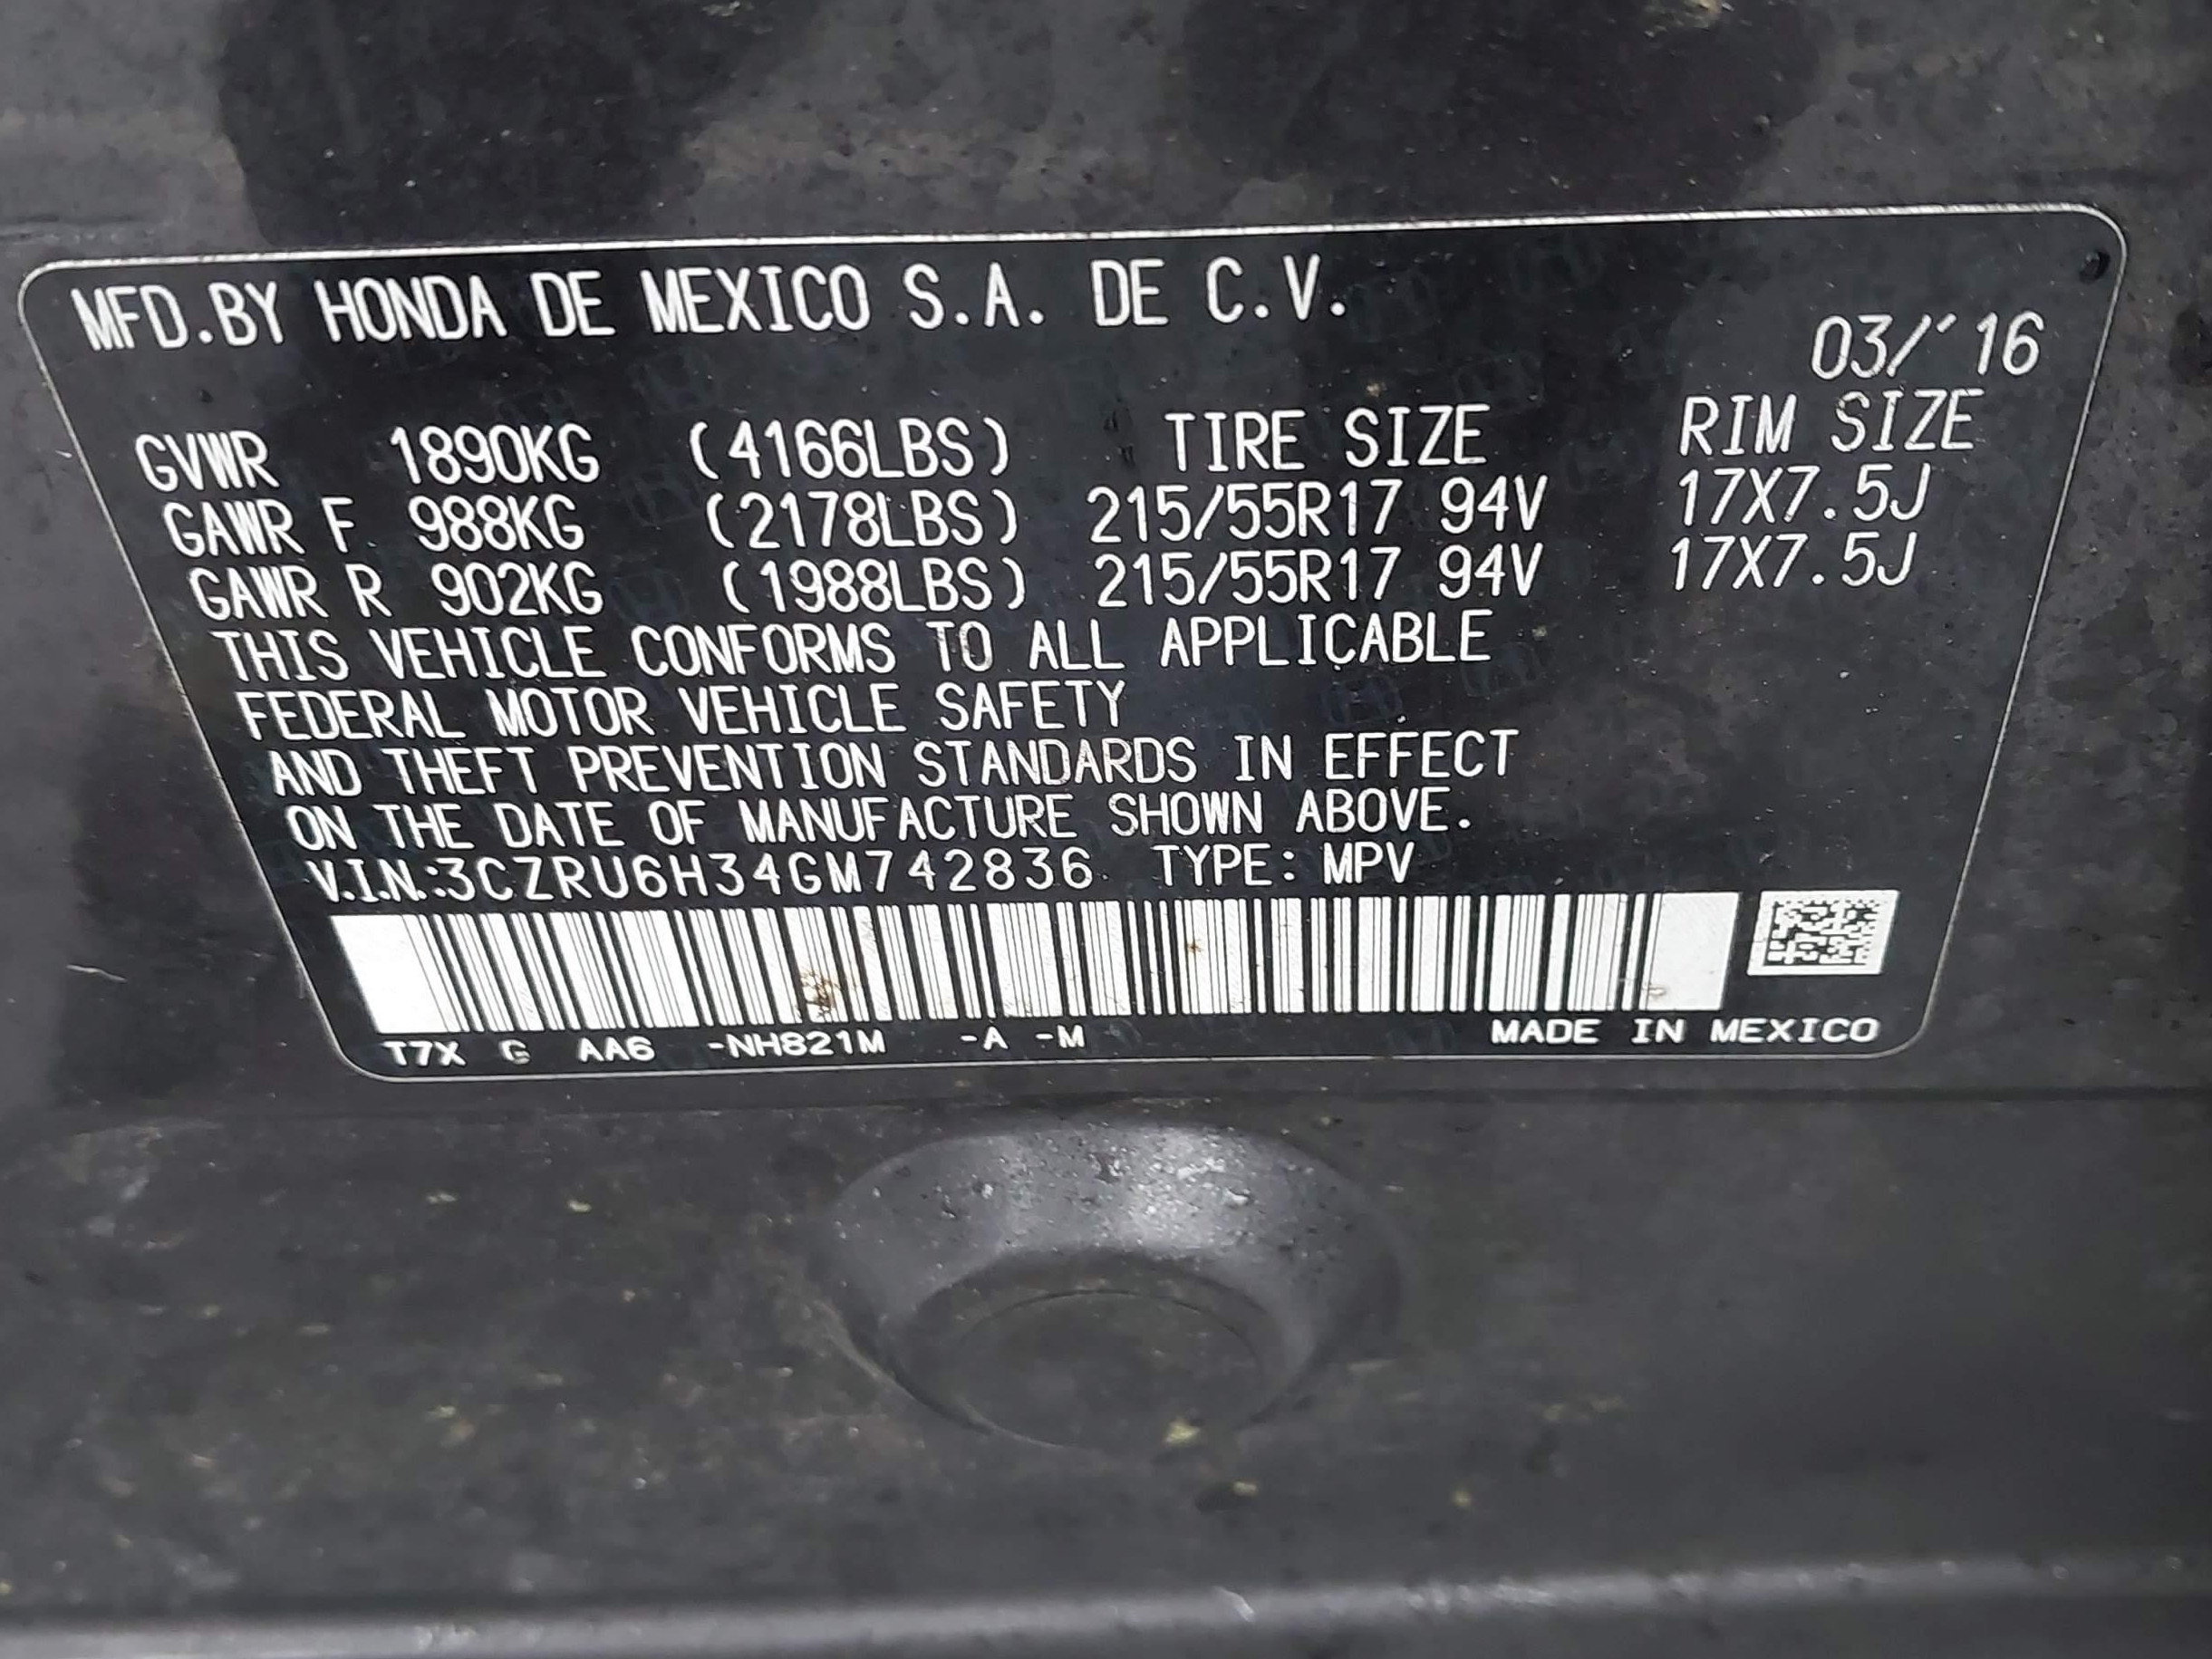 MFD.BY HONDA DE MEXICO S.A. DE C.V.
03/'16
GVWR 1890KG (4166LBS) TIRE SIZE RIM SIZE
GAWR F 988KG (2178LBS) 215/55R17 94V 17X7.5J
GAWR R 902KG (1988LBS) 215/55R17 94V 17X7.5J
THIS VEHICLE CONFORMS TO ALL APPLICABLE
FEDERAL MOTOR VEHICLE SAFETY
AND THEFT PREVENTION STANDARDS IN EFFECT
ON THE DATE OF MANUFACTURE SHOWN ABOVE.
V.I.N.:3CZRU6H34GM742836 TYPE: MPV
T7X G AA6 -NH821M -A -M MADE IN MEXICO